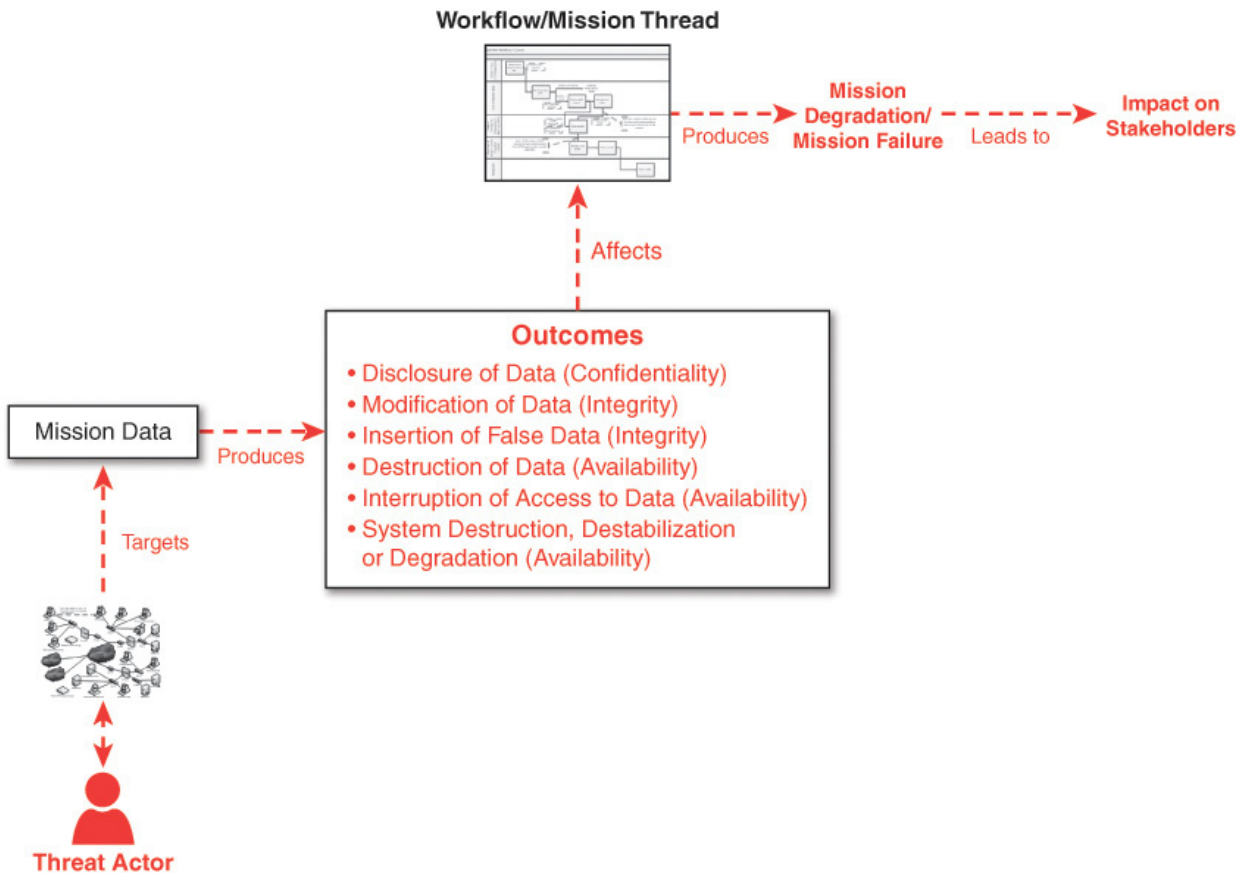 Workflow/Mission Thread
Produces
Mission
Degradation/
Mission Failure
Leads to
Impact on
Stakeholders
Affects
Outcomes
• Disclosure of Data (Confidentiality)
• Modification of Data (Integrity)
• Insertion of False Data (Integrity)
• Destruction of Data (Availability)
• Interruption of Access to Data (Availability)
• System Destruction, Destabilization
or Degradation (Availability)
Mission Data
Produces
Targets
Threat Actor